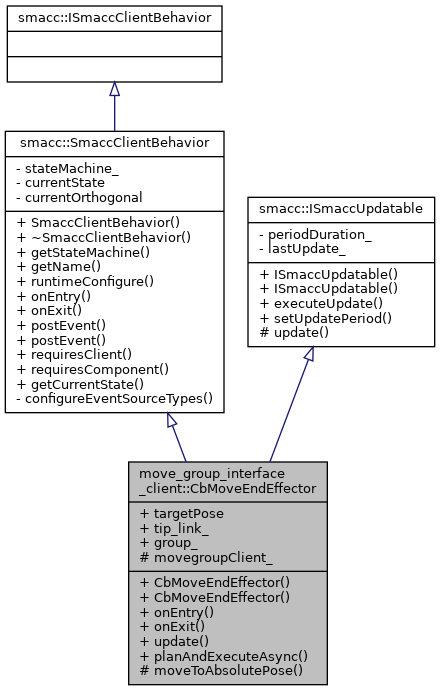 smacc::ISmaccClientBehavior
smacc::SmaccClientBehavior
- stateMachine_
- currentState
- currentOrthogonal
+ SmaccClientBehavior()
+ ~SmaccClientBehavior()
+ getStateMachine()
+ getName()
+ runtimeConfigure()
+ onEntry()
+ onExit()
+ postEvent()
+ postEvent()
+ requiresClient()
+ requiresComponent()
+ getCurrentState()
- configureEventSourceTypes()
smacc::ISmaccUpdatable
- periodDuration_
- lastUpdate_
+ ISmaccUpdatable()
+ ISmaccUpdatable()
+ executeUpdate()
+ setUpdatePeriod()
# update()
move_group_interface
_client::CbMoveEndEffector
+ targetPose
+ tip_link_
+ group_
# movegroupClient_
+ CbMoveEndEffector()
+ CbMoveEndEffector()
+ onEntry()
+ onExit()
+ update()
+ planAndExecuteAsync()
# moveToAbsolutePose()